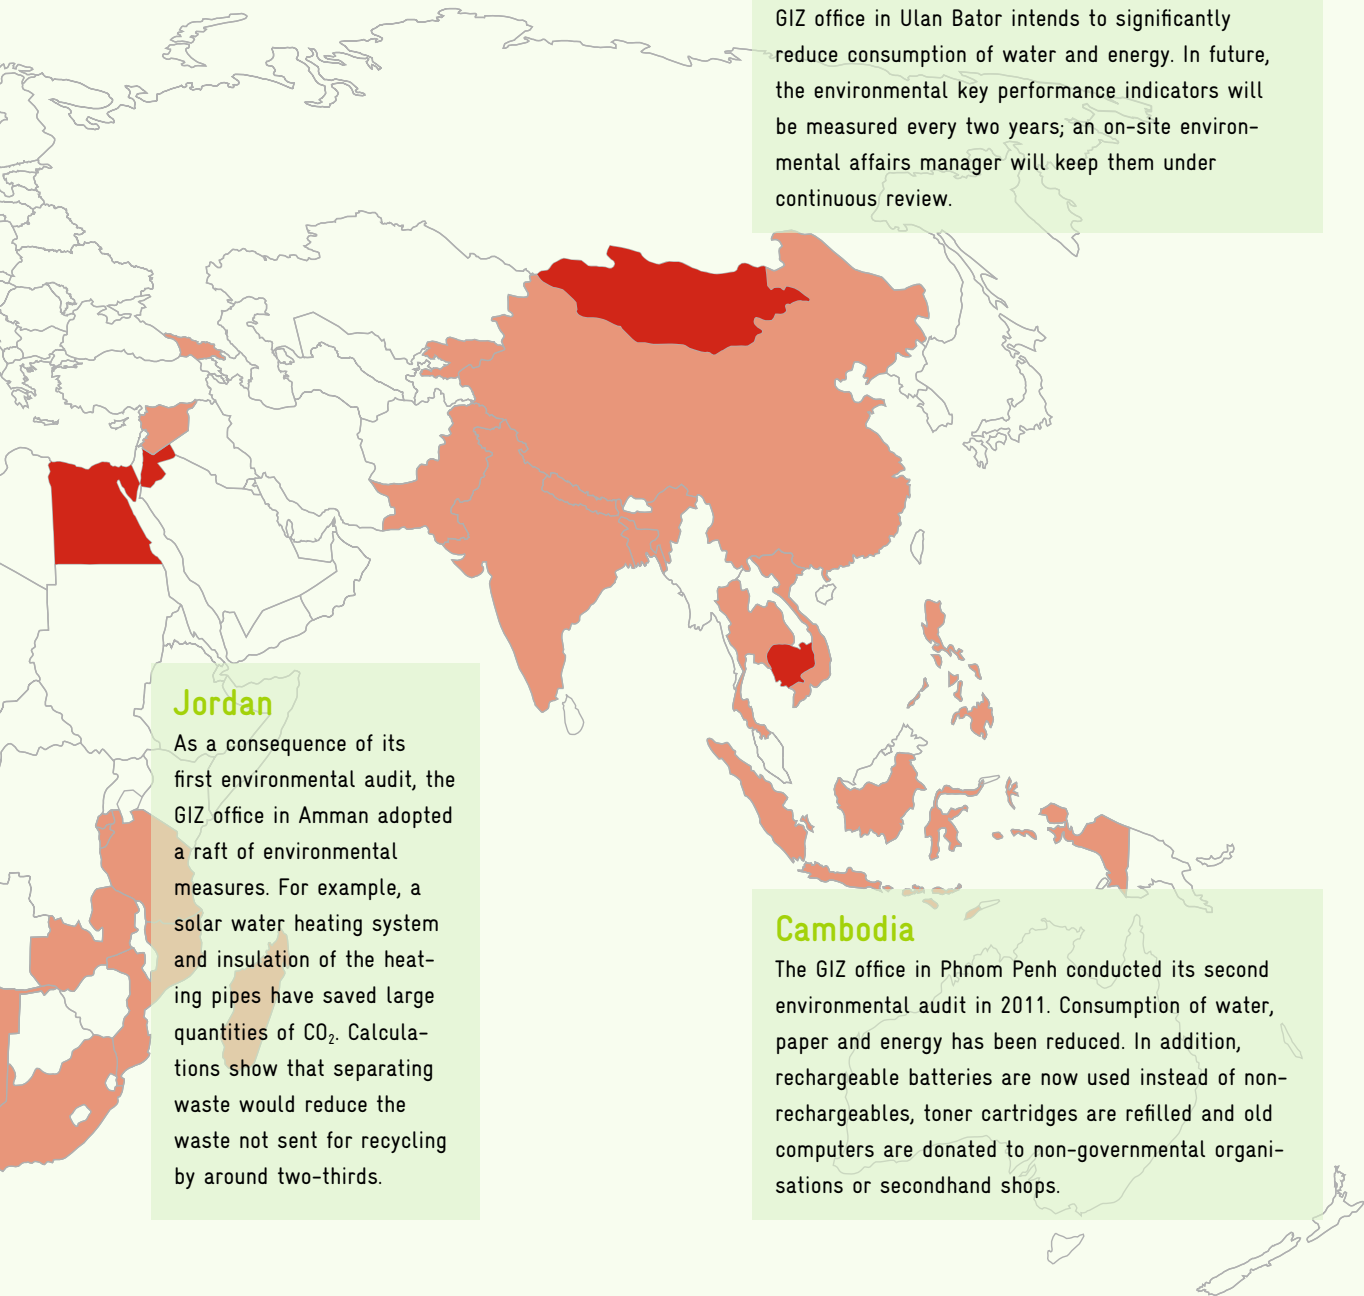 GIZ office in Ulan Bator intends to significantly
reduce consumption of water and energy. In future,
the environmental key performance indicators will
be measured every two years; an on-site environ-
mental affairs manager will keep them under
continuous review.
Jordan
As a consequence of its
first environmental audit, the
GIZ office in Amman adopted
a raft of environmental
measures. For example, a
solar water heating system
and insulation of the heat-
ing pipes have saved large
quantities of CO₂. Calcula-
tions show that separating
waste would reduce the
waste not sent for recycling
by around two-thirds.
Cambodia
The GIZ office in Phnom Penh conducted its second
environmental audit in 2011. Consumption of water,
paper and energy has been reduced. In addition,
rechargeable batteries are now used instead of non-
rechargeables, toner cartridges are refilled and old
computers are donated to non-governmental organi-
sations or secondhand shops.